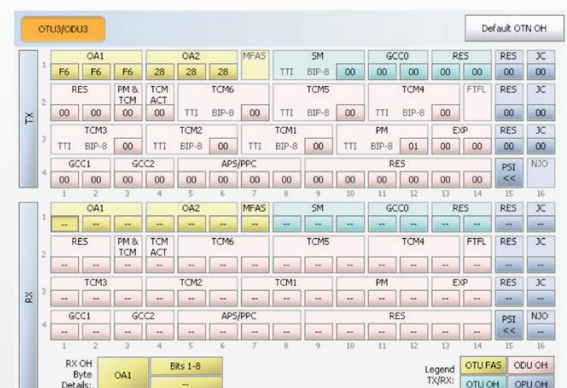 OTU3/ODU3 Default OTN OH
TX
1 OA1 OA2 MFAS SM GCC0 RES RES JC
F6 F6 F6 28 28 28 TTI BIP-8 00 00 00 00 00 00 00
2 RES PM & TCM TCM ACT TCM6 TCM5 TCM4 FTFL RES JC
00 00 00 00 TTI BIP-8 00 TTI BIP-8 00 TTI BIP-8 00 00 00
3 TCM3 TCM2 TCM1 PM EXP RES JC
TTI BIP-8 00 TTI BIP-8 00 TTI BIP-8 00 TTI BIP-8 01 00 00 00 00
4 GCC1 GCC2 APS/PPC RES PSI NJO
00 00 00 00 00 00 00 00 00 00 00 00 00 00 <<
1 2 3 4 5 6 7 8 9 10 11 12 13 14 15 16
RX
1 OA1 OA2 MFAS SM GCC0 RES RES JC
-- -- -- -- -- -- -- -- -- -- -- -- -- -- -- --
2 RES PM & TCM TCM ACT TCM6 TCM5 TCM4 FTFL RES JC
-- -- -- -- -- -- -- -- -- -- -- -- -- -- -- --
3 TCM3 TCM2 TCM1 PM EXP RES JC
-- -- -- -- -- -- -- -- -- -- -- -- -- -- -- --
4 GCC1 GCC2 APS/PPC RES PSI NJO
-- -- -- -- -- -- -- -- -- -- -- -- -- -- << --
1 2 3 4 5 6 7 8 9 10 11 12 13 14 15 16
RX OH Byte Details: OA1 Bits 1-8 --
Legend TX/RX: OTU FAS ODU OH
OTU OH OPU OH